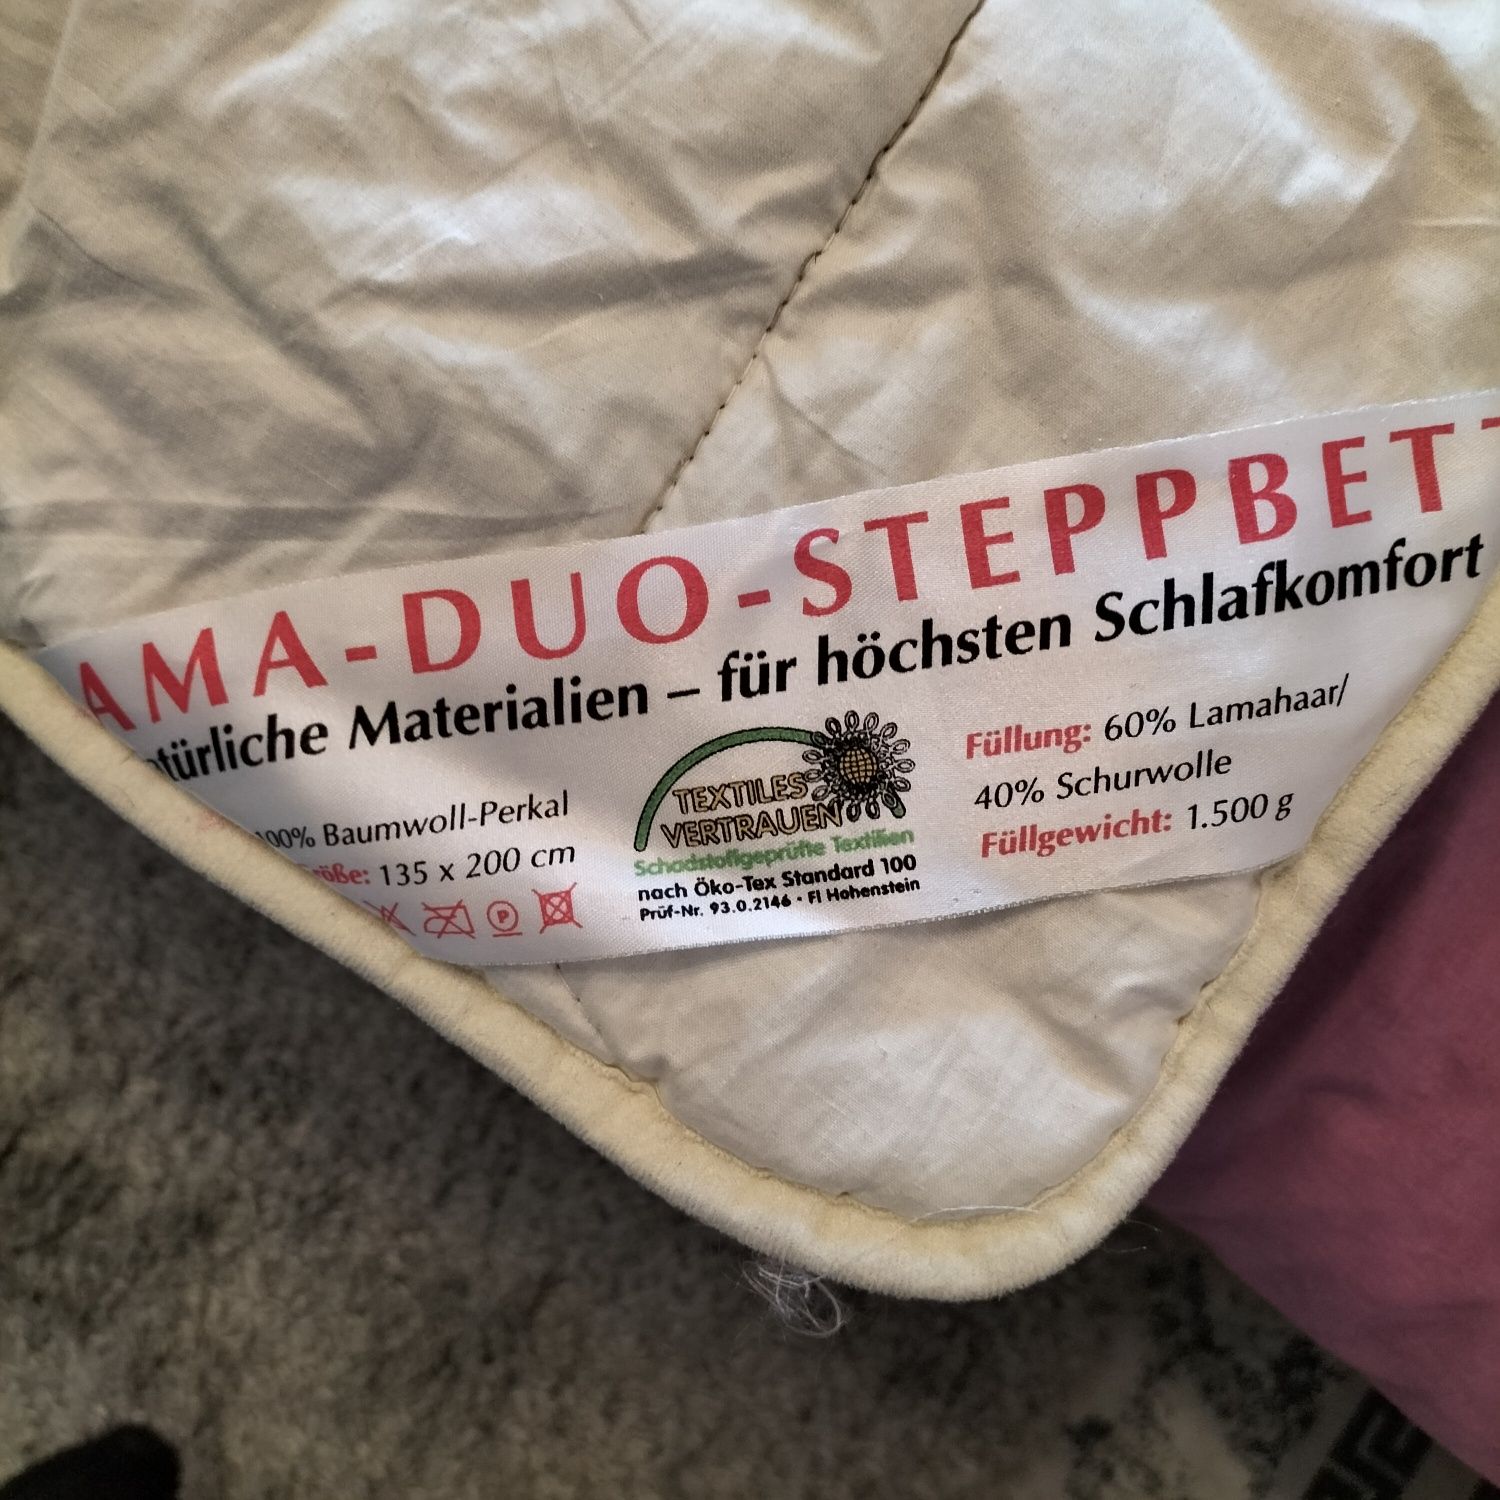 AMA-DUO-STEPPBETT
türliche Materialien – für höchsten Schlafkomfort
100% Baumwoll-Perkal
öße: 135 x 200 cm
P
TEXTILES
VERTRAUEN
Schadstoffgeprüfte Textilien
nach Öko-Tex Standard 100
Prüf-Nr. 93.0.2146 · FI Hohenstein
Füllung: 60% Lamahaar/
40% Schurwolle
Füllgewicht: 1.500 g